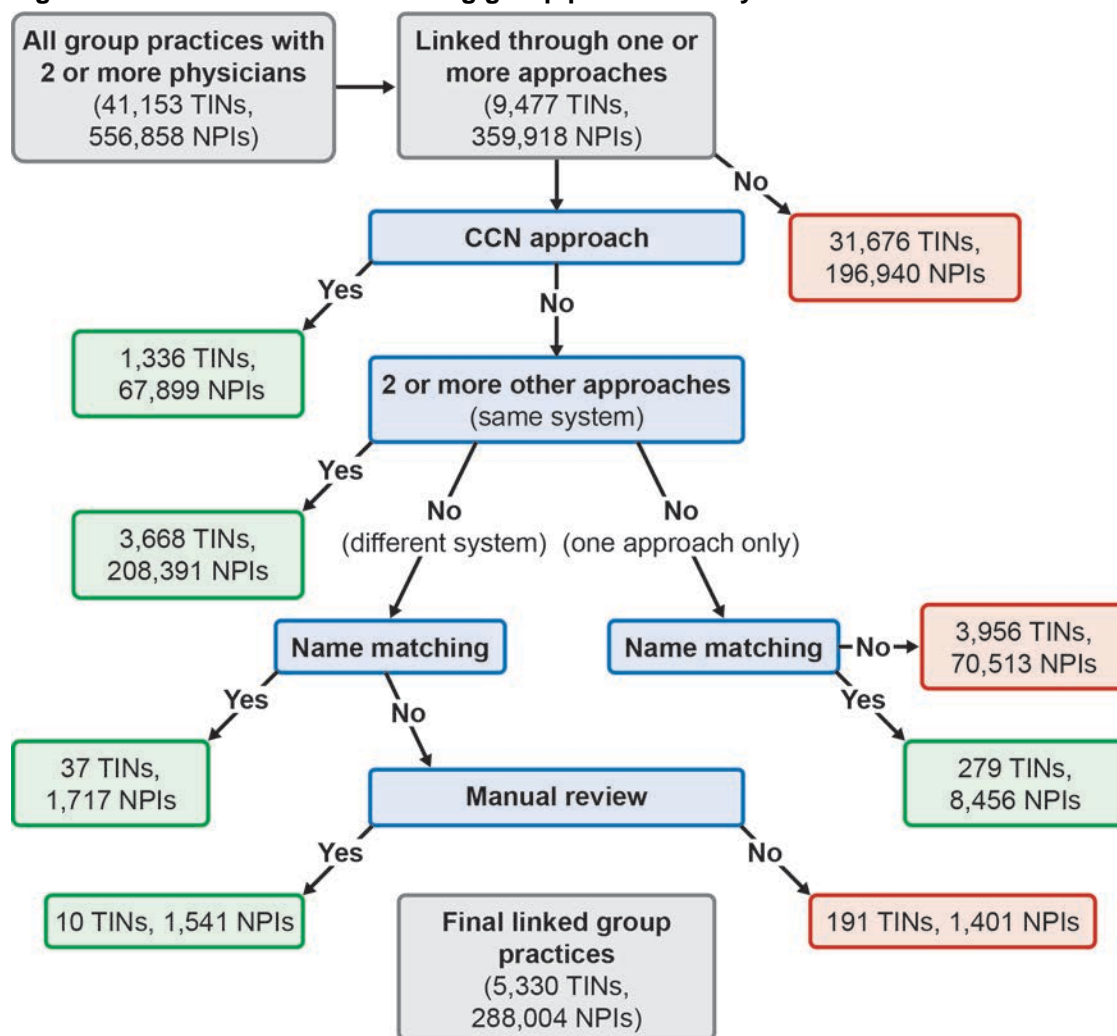 All group practices with
2 or more physicians
(41,153 TINs,
556,858 NPIs)
Linked through one or
more approaches
(9,477 TINs,
359,918 NPIs)
No
31,676 TINs,
196,940 NPIs
CCN approach
Yes
No
1,336 TINs,
67,899 NPIs
2 or more other approaches
(same system)
Yes
3,668 TINs,
208,391 NPIs
No
(different system)
No
(one approach only)
Name matching
Name matching
No
3,956 TINs,
70,513 NPIs
Yes
No
Yes
37 TINs,
1,717 NPIs
279 TINs,
8,456 NPIs
Manual review
Yes
No
10 TINs, 1,541 NPIs
191 TINs, 1,401 NPIs
Final linked group
practices
(5,330 TINs,
288,004 NPIs)